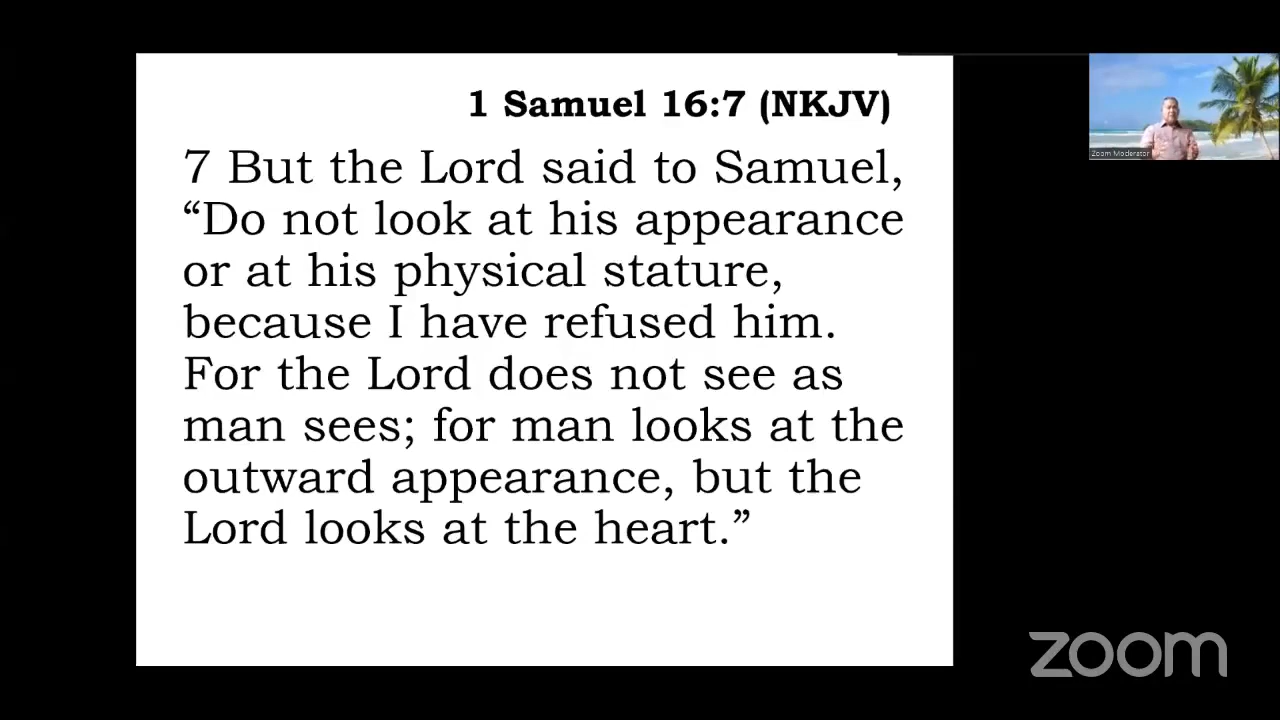 1 Samuel 16:7 (NKJV)
7 But the Lord said to Samuel,
“Do not look at his appearance
or at his physical stature,
because I have refused him.
For the Lord does not see as
man sees; for man looks at the
outward appearance, but the
Lord looks at the heart.”
Zoom Moderator
zoom